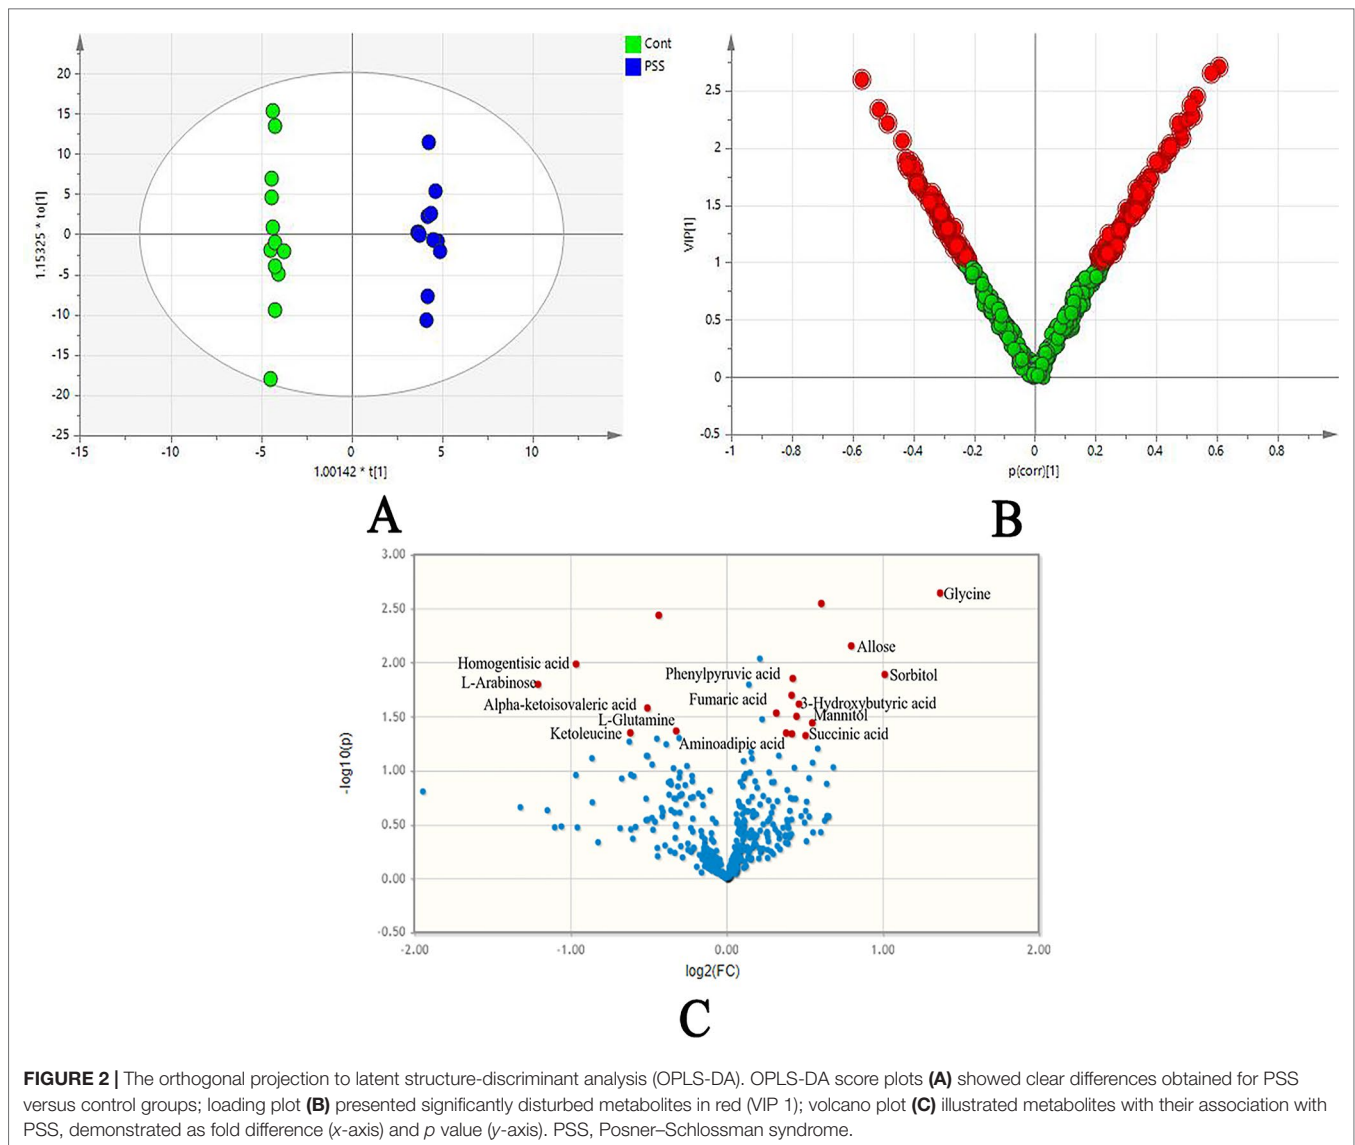 Cont
PSS
20
15
10
5
0
-5
-10
-15
-20
-25
1.15325 * to[1]
-15
-10
-5
0
5
10
1.00142 * t[1]
A
2.5
2
1.5
1
0.5
0
-0.5
VIP[1]
-1
-0.8
-0.6
-0.4
-0.2
0
0.2
0.4
0.6
0.8
p(corr)[1]
B
3.00
2.50
2.00
1.50
1.00
0.50
0.00
-0.50
-log10(p)
Glycine
Allose
Homogentisic acid
Phenylpyruvic acid
Sorbitol
L-Arabinose
Fumaric acid
Alpha-ketoisovaleric acid
3-Hydroxybutyric acid
Mannitol
L-Glutamine
Ketoleucine
Succinic acid
Aminoadipic acid
-2.00
-1.00
0.00
1.00
2.00
log2(FC)
C
FIGURE 2 | The orthogonal projection to latent structure-discriminant analysis (OPLS-DA). OPLS-DA score plots (A) showed clear differences obtained for PSS
versus control groups; loading plot (B) presented significantly disturbed metabolites in red (VIP 1); volcano plot (C) illustrated metabolites with their association with
PSS, demonstrated as fold difference (x-axis) and p value (y-axis). PSS, Posner–Schlossman syndrome.